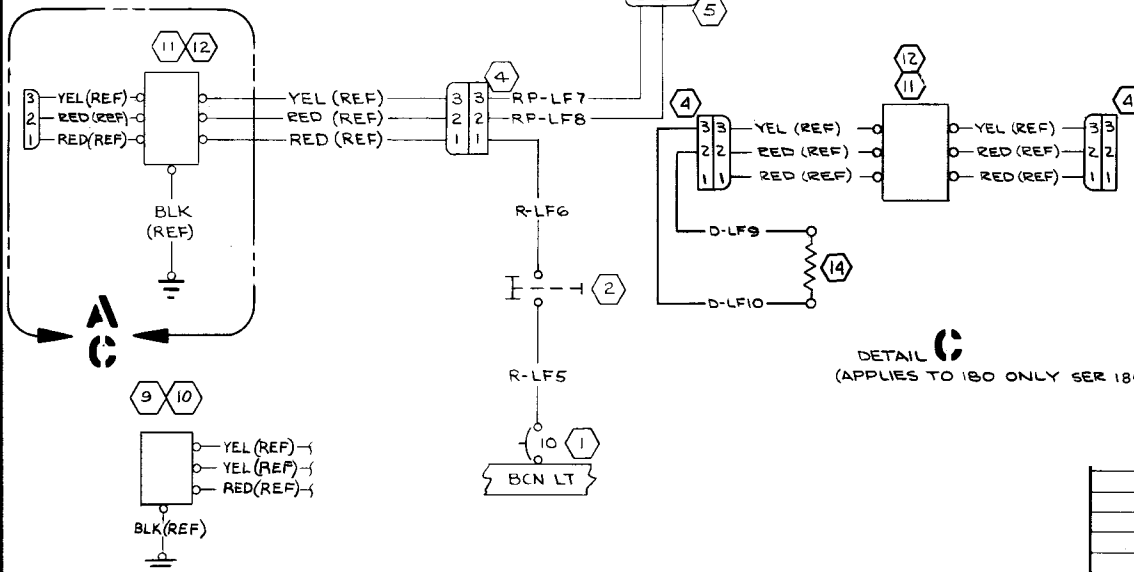 5
11 12
3 YEL(REF)
2 RED(REF)
1 RED(REF)
YEL (REF) 3 3 RP-LF7
RED (REF) 2 2 RP-LF8
RED (REF) 1 1
4
BLK
(REF)
A
C
R-LF6
2
R-LF5
10 1
BCN LT
9 10
YEL(REF)
YEL(REF)
RED(REF)
BLK(REF)
12
11
4
3 3 YEL (REF)
2 2 RED (REF)
1 1 RED (REF)
YEL (REF) 3 3
RED (REF) 2 2
RED (REF) 1 1
4
D-LF9
14
D-LF10
DETAIL C
(APPLIES TO 180 ONLY SER 18